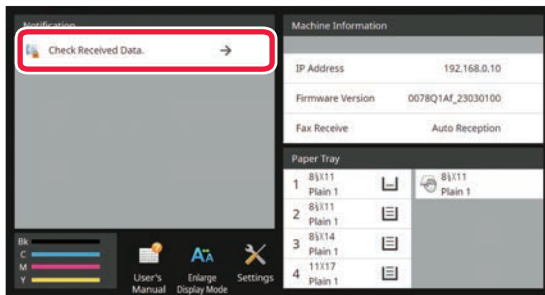 Notification
Check Received Data.
Machine Information
IP Address 192.168.0.10
Firmware Version 0078Q1Af_23030100
Fax Receive Auto Reception
Paper Tray
1 8½X11
Plain 1
8½X11
Plain 1
2 8½X11
Plain 1
3 8½X14
Plain 1
4 11X17
Plain 1
Bk
C
M
Y
User's
Manual
Enlarge
Display Mode
Settings